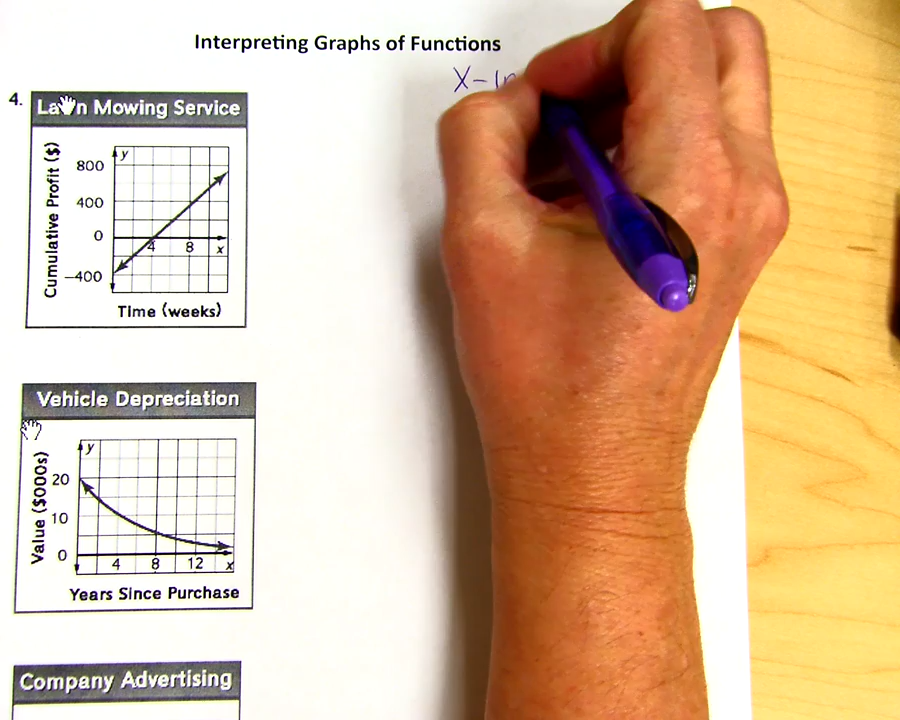 Interpreting Graphs of Functions
X-in
4.
Lawn Mowing Service
Cumulative Profit ($)
y
800
400
0
-400
4
8
x
Time (weeks)
Vehicle Depreciation
Value ($000s)
y
20
10
0
4
8
12
x
Years Since Purchase
Company Advertising